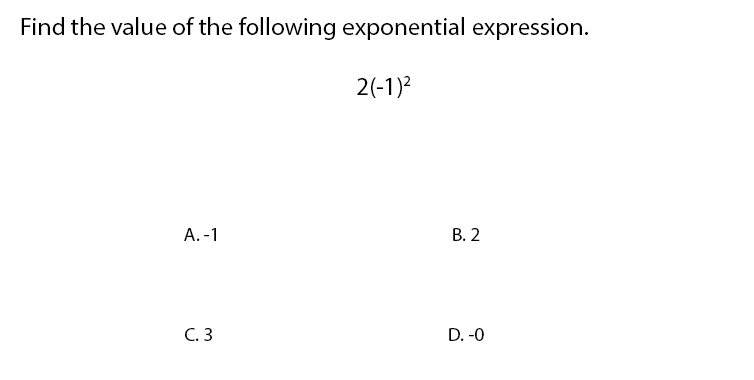 Find the value of the following exponential expression.
2(-1)²
A. -1 B. 2
C. 3 D. -0